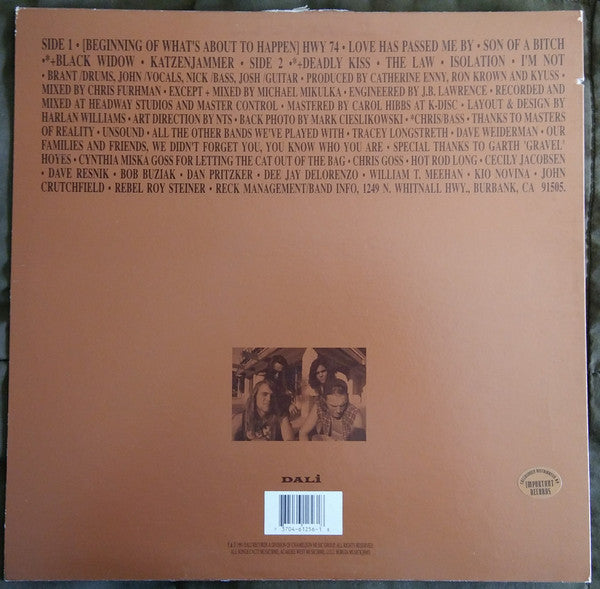 SIDE 1 • [BEGINNING OF WHAT'S ABOUT TO HAPPEN] HWY 74 • LOVE HAS PASSED ME BY • SON OF A BITCH
•*+BLACK WIDOW • KATZENJAMMER • SIDE 2 •*+DEADLY KISS • THE LAW • ISOLATION • I'M NOT
• BRANT /DRUMS, JOHN /VOCALS, NICK /BASS, JOSH /GUITAR • PRODUCED BY CATHERINE ENNY, RON KROWN AND KYUSS •
MIXED BY CHRIS FURHMAN • EXCEPT + MIXED BY MICHAEL MIKULKA • ENGINEERED BY J.B. LAWRENCE • RECORDED AND
MIXED AT HEADWAY STUDIOS AND MASTER CONTROL • MASTERED BY CAROL HIBBS AT K-DISC • LAYOUT & DESIGN BY
HARLAN WILLIAMS • ART DIRECTION BY NTS • BACK PHOTO BY MARK CIESLIKOWSKI • *CHRIS/BASS • THANKS TO MASTERS
OF REALITY • UNSOUND • ALL THE OTHER BANDS WE'VE PLAYED WITH • TRACEY LONGSTRETH • DAVE WEIDERMAN • OUR
FAMILIES AND FRIENDS, WE DIDN'T FORGET YOU, YOU KNOW WHO YOU ARE • SPECIAL THANKS TO GARTH 'GRAVEL'
HOYES • CYNTHIA MISKA GOSS FOR LETTING THE CAT OUT OF THE BAG • CHRIS GOSS • HOT ROD LONG • CECILY JACOBSEN
• DAVE RESNIK • BOB BUZIAK • DAN PRITZKER • DEE JAY DELORENZO • WILLIAM T. MEEHAN • KIO NOVINA • JOHN
CRUTCHFIELD • REBEL ROY STEINER • RECK MANAGEMENT/BAND INFO, 1249 N. WHITNALL HWY., BURBANK, CA 91505.
DALI
EXCLUSIVELY DISTRIBUTED BY
IMPORTANT
RECORDS
7 3704-61256-1